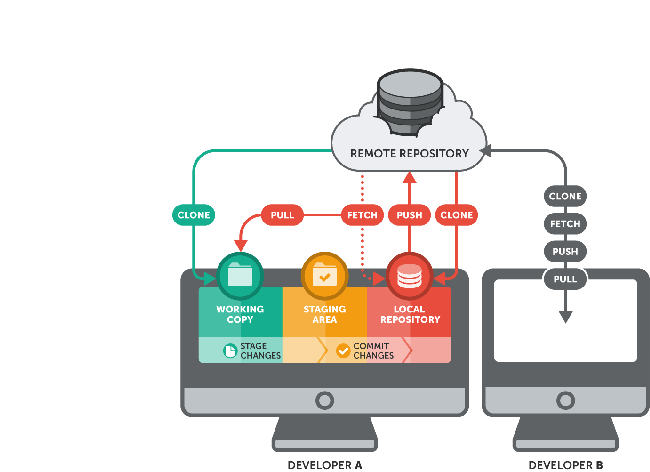 REMOTE REPOSITORY
CLONE
CLONE
PULL
FETCH
PUSH
CLONE
FETCH
PUSH
PULL
WORKING
COPY
STAGING
AREA
LOCAL
REPOSITORY
STAGE
CHANGES
COMMIT
CHANGES
DEVELOPER A
DEVELOPER B